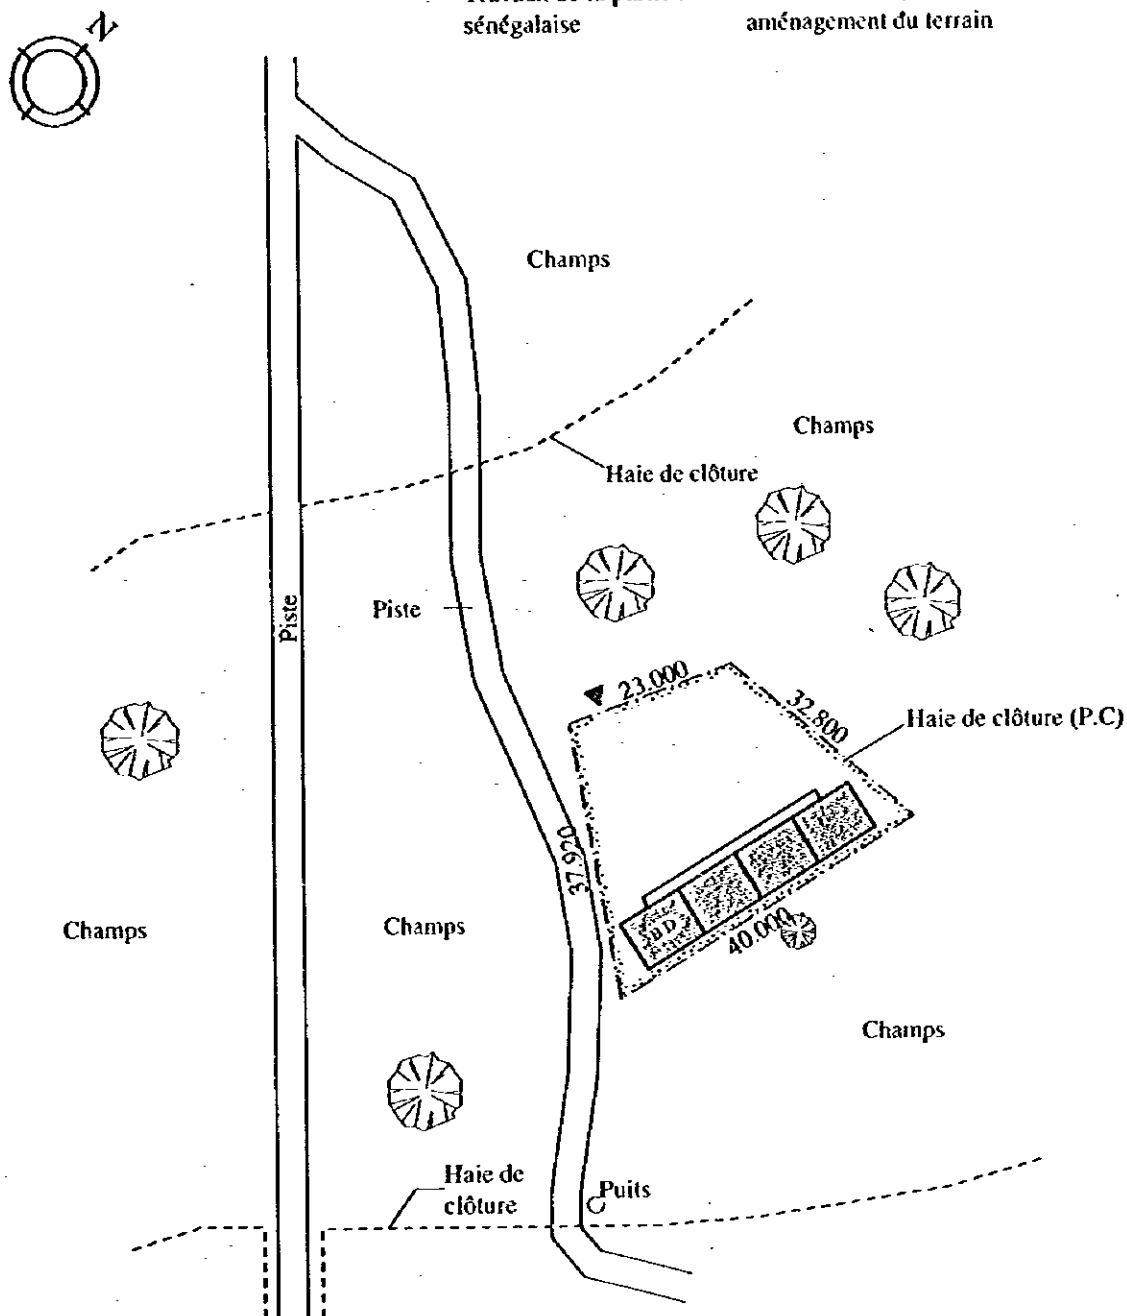 sénégalaise
aménagement du terrain
N
Champs
Champs
Haie de clôture
Piste
Piste
23.000
32.800
Haie de clôture (P.C)
37.920
BD
40.000
Champs
Champs
Champs
Haie de
clôture
Puits